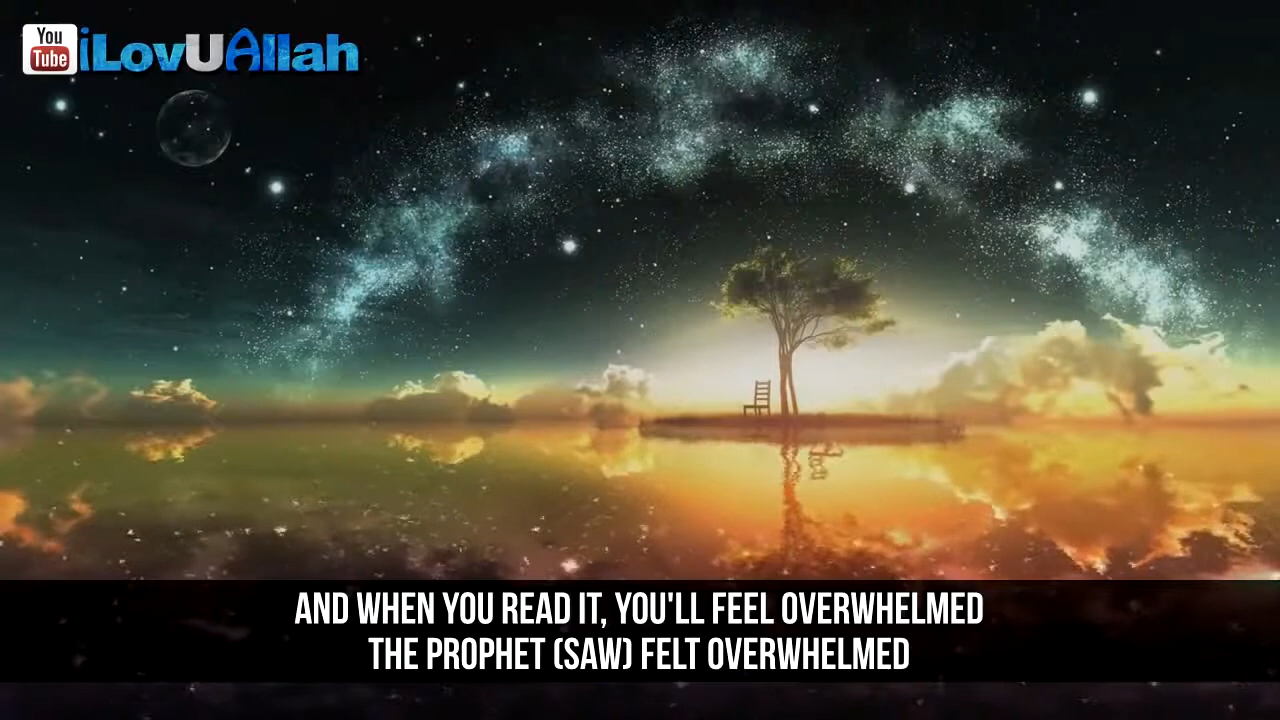 You
Tube
iLovUAllah
AND WHEN YOU READ IT, YOU'LL FEEL OVERWHELMED
THE PROPHET (SAW) FELT OVERWHELMED